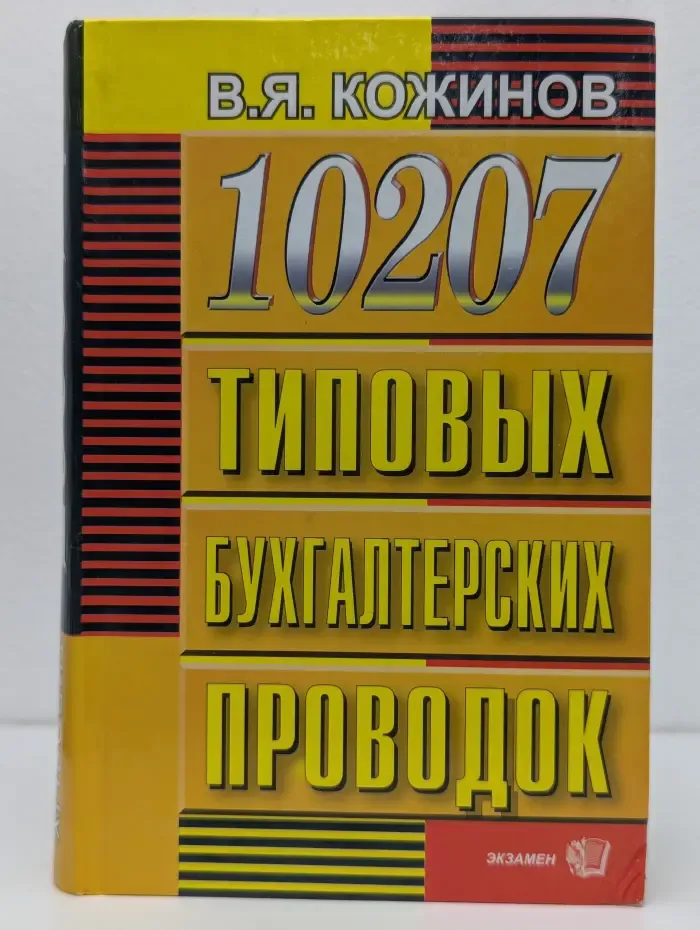 В.Я. КОЖИНОВ
10207
ТИПОВЫХ
БУХГАЛТЕРСКИХ
ПРОВОДОК
ЭКЗАМЕН